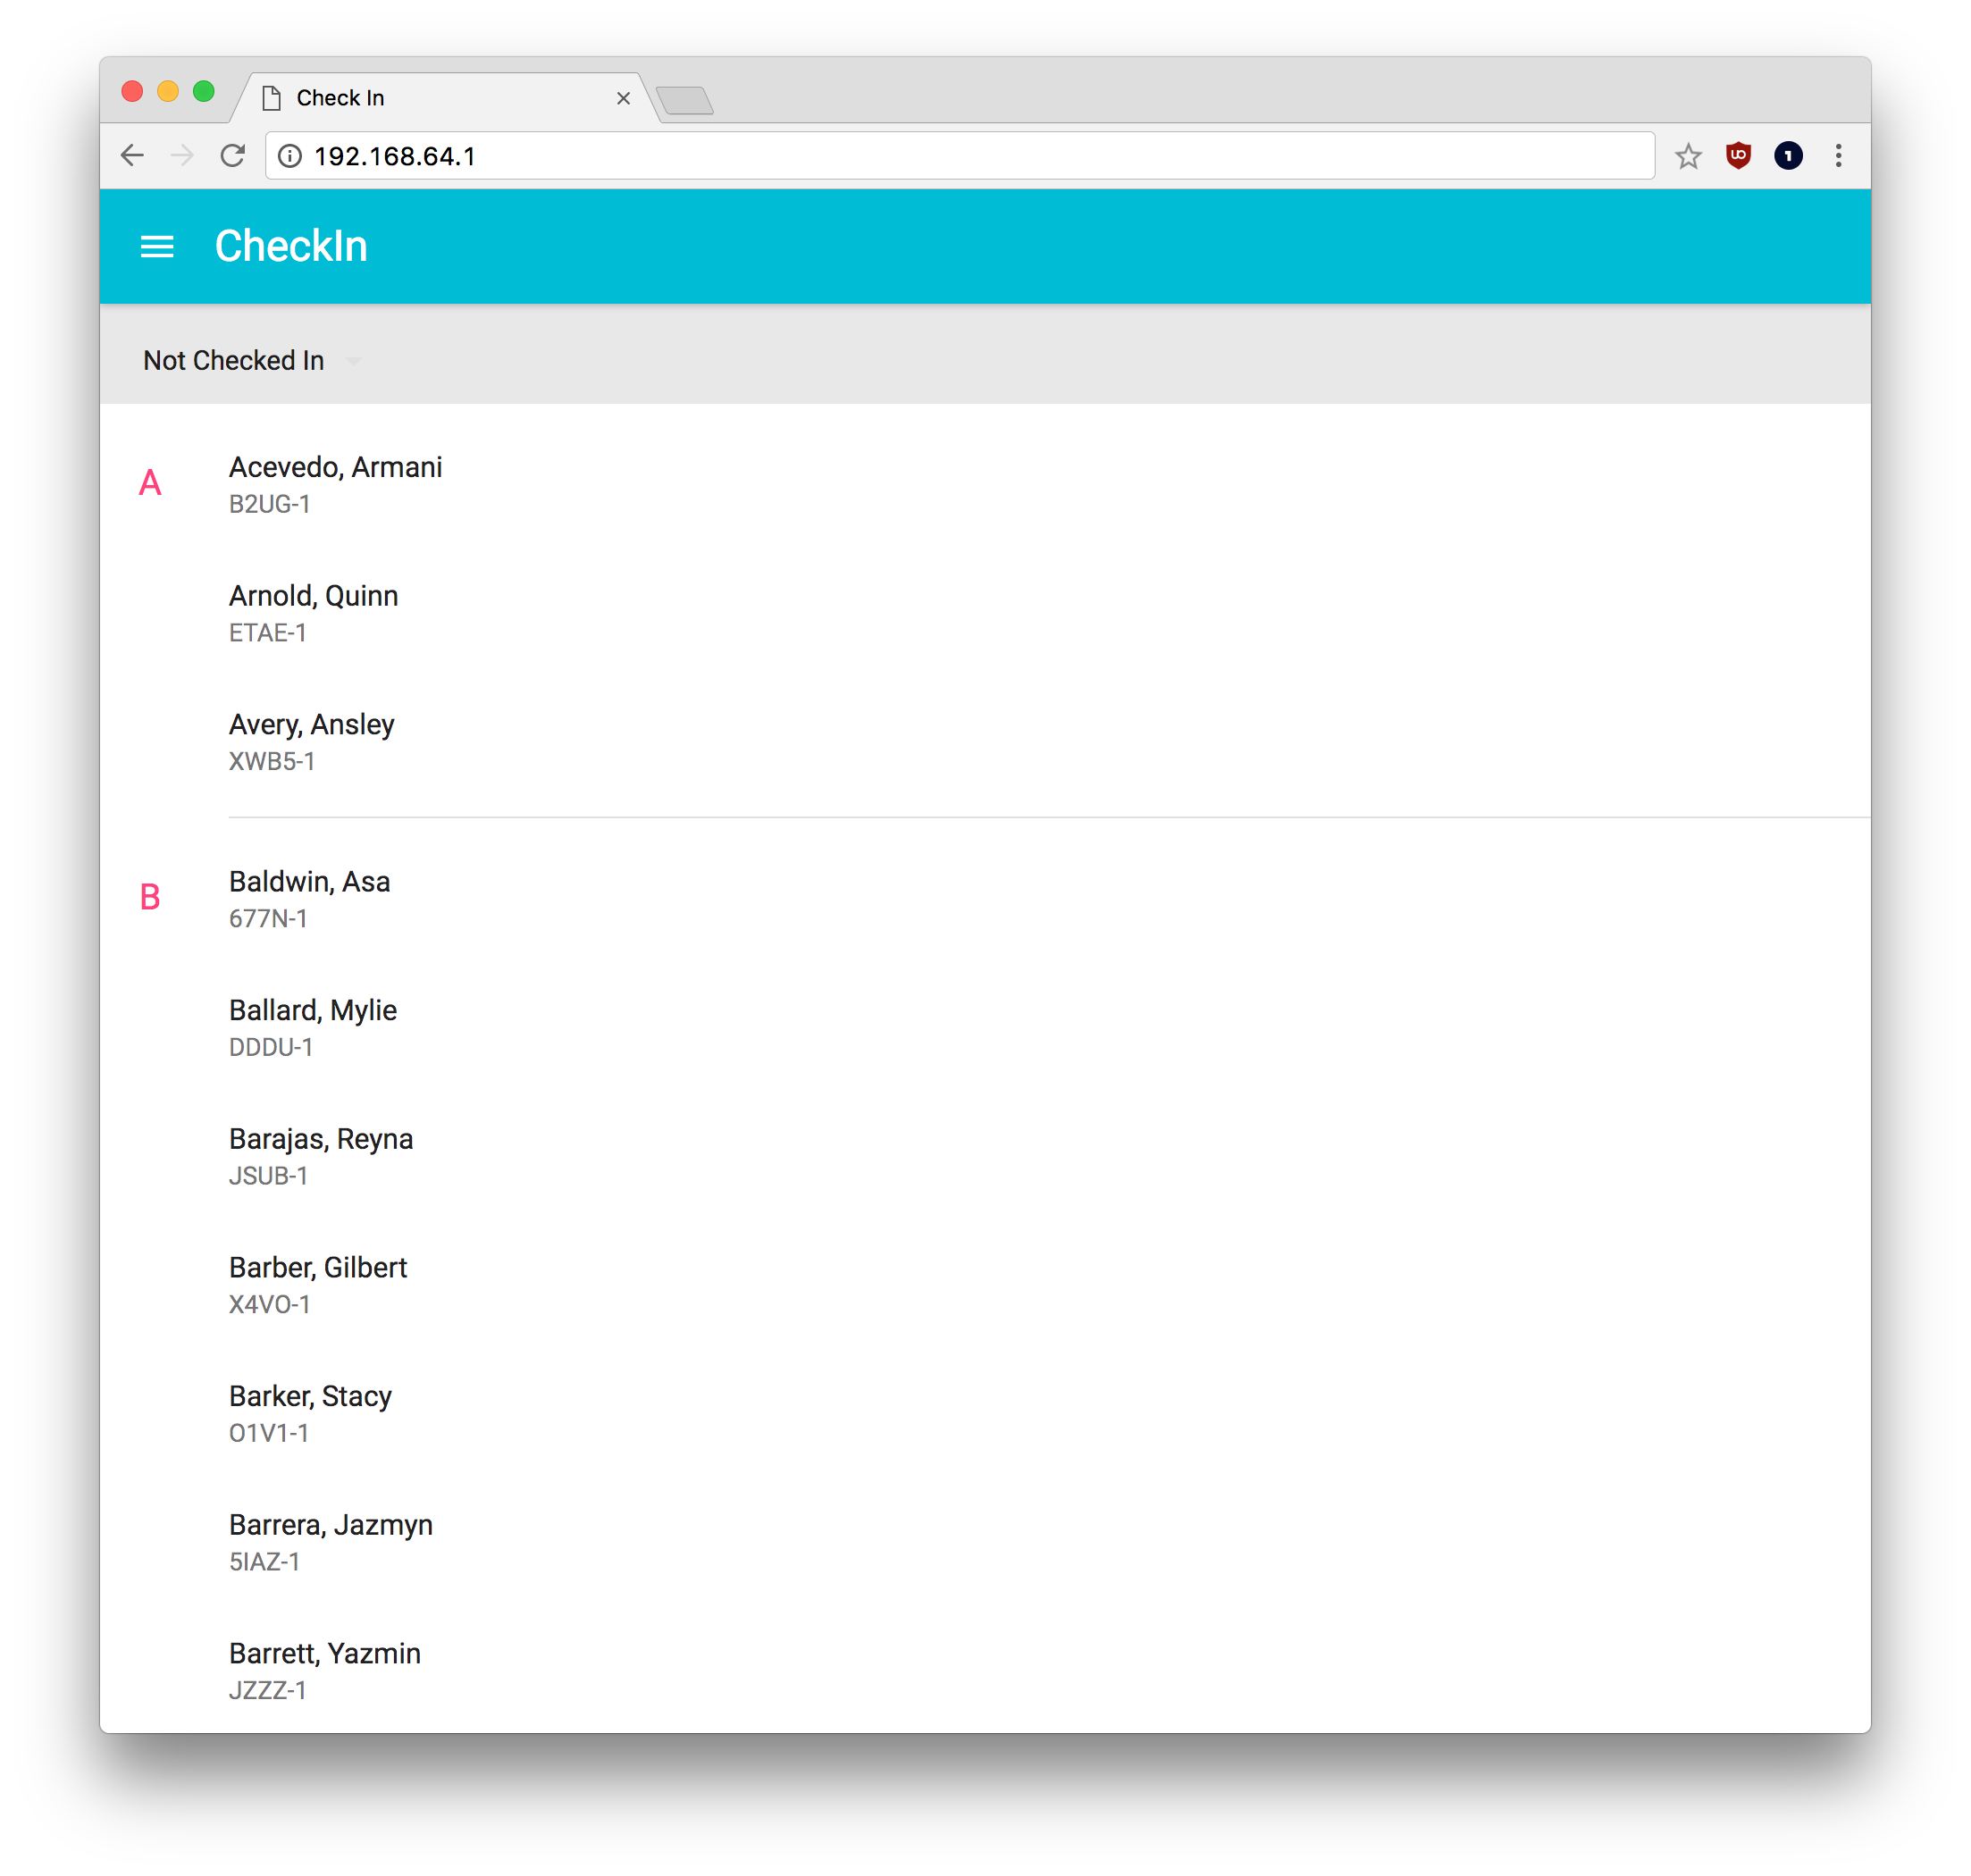 Check In
192.168.64.1
CheckIn
Not Checked In
A
Acevedo, Armani
B2UG-1
Arnold, Quinn
ETAE-1
Avery, Ansley
XWB5-1
B
Baldwin, Asa
677N-1
Ballard, Mylie
DDDU-1
Barajas, Reyna
JSUB-1
Barber, Gilbert
X4VO-1
Barker, Stacy
O1V1-1
Barrera, Jazmyn
5IAZ-1
Barrett, Yazmin
JZZZ-1